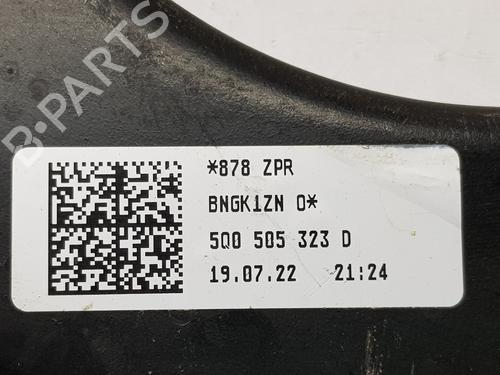 B-PARTS
*878 ZPR
BNGK1ZN 0*
5Q0 505 323 D
19.07.22 21:24